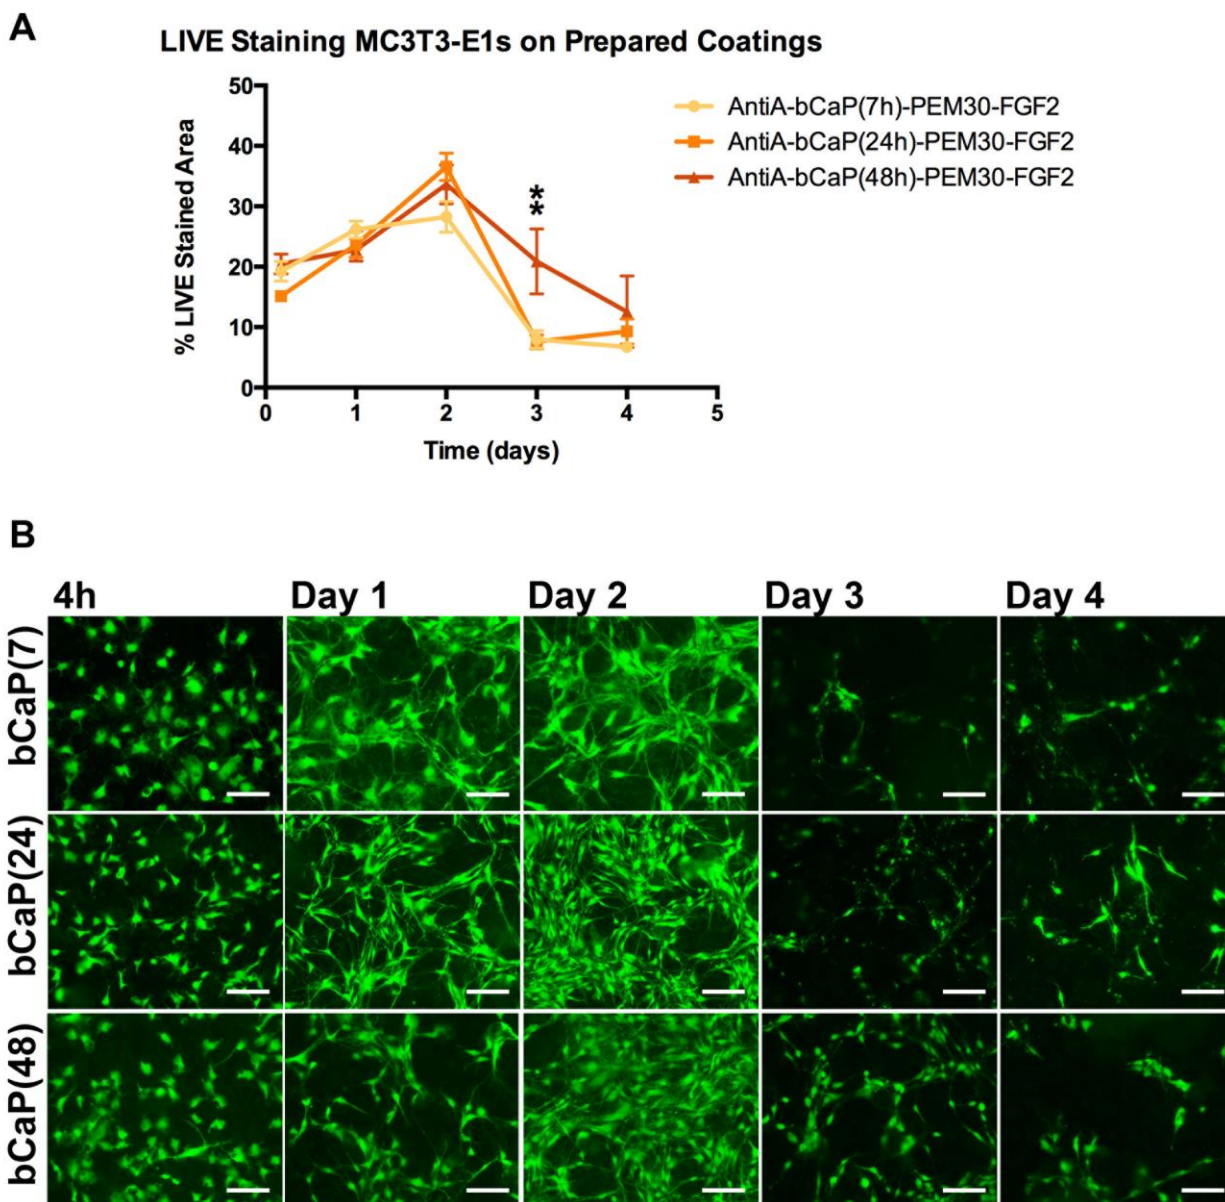 A
LIVE Staining MC3T3-E1s on Prepared Coatings
50
40
30
20
10
0
% LIVE Stained Area
0 1 2 3 4 5
Time (days)
**
AntiA-bCaP(7h)-PEM30-FGF2
AntiA-bCaP(24h)-PEM30-FGF2
AntiA-bCaP(48h)-PEM30-FGF2
B
4h Day 1 Day 2 Day 3 Day 4
bCaP(7)
bCaP(24)
bCaP(48)